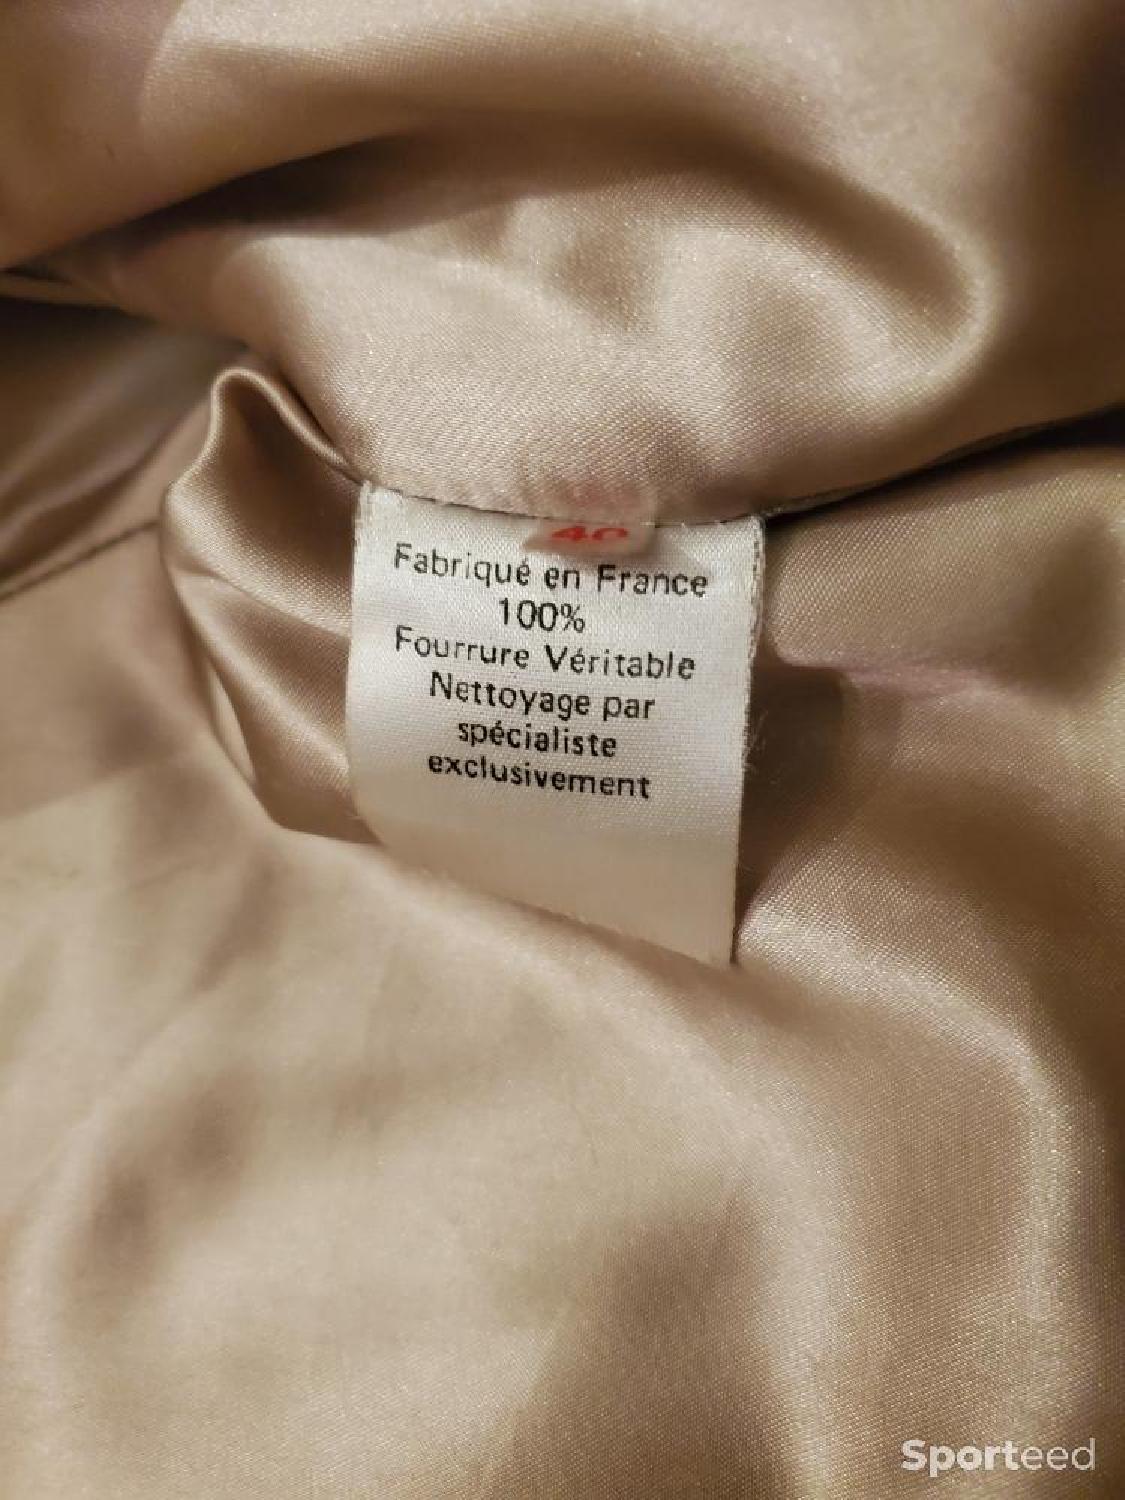 40
Fabriqué en France
100%
Fourrure Véritable
Nettoyage par
spécialiste
exclusivement
Sporteed